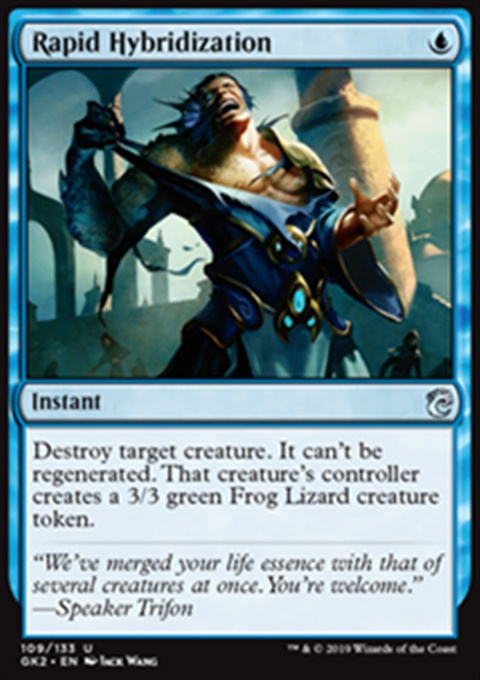 Rapid Hybridization
Instant
Destroy target creature. It can't be
regenerated. That creature's controller
creates a 3/3 green Frog Lizard creature
token.
“We've merged your life essence with that of
several creatures at once. You're welcome.”
—Speaker Trifon
109/133 U
GK2 • EN Jack Wang
™ & © 2019 Wizards of the Coast